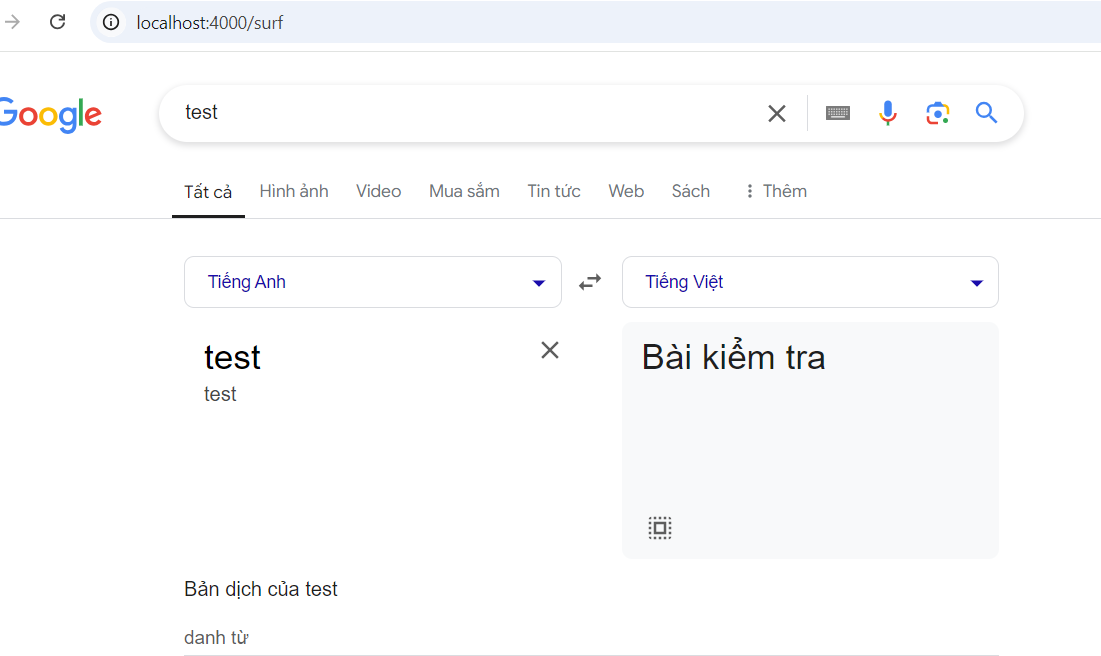 localhost:4000/surf
Google
test
Tất cả Hình ảnh Video Mua sắm Tin tức Web Sách Thêm
Tiếng Anh Tiếng Việt
test Bài kiểm tra
test
Bản dịch của test
danh từ